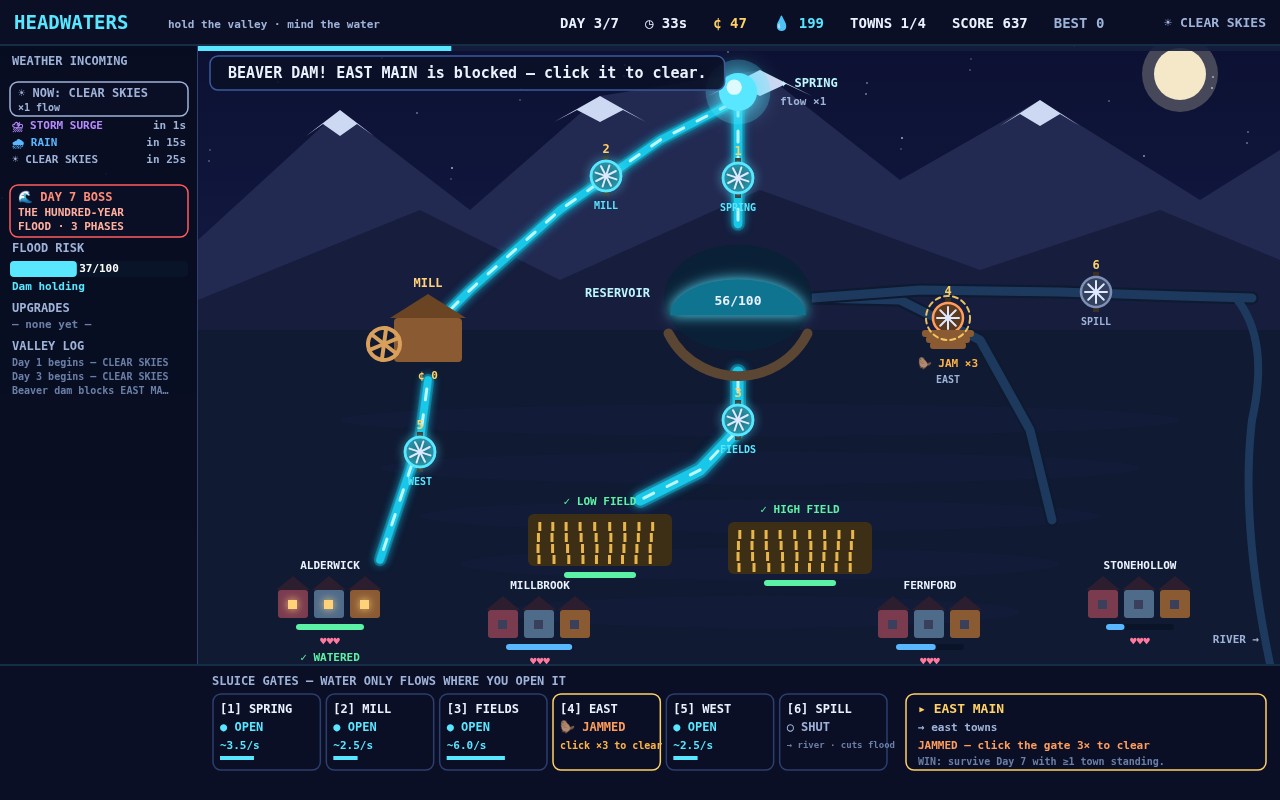 HEADWATERS
hold the valley · mind the water
DAY 3/7
◷ 33s
¢ 47
💧 199
TOWNS 1/4
SCORE 637
BEST 0
☀ CLEAR SKIES
WEATHER INCOMING
☀ NOW: CLEAR SKIES
×1 flow
⛈ STORM SURGE in 1s
🌧 RAIN in 15s
☀ CLEAR SKIES in 25s
🌊 DAY 7 BOSS
THE HUNDRED-YEAR
FLOOD · 3 PHASES
FLOOD RISK
37/100
Dam holding
UPGRADES
— none yet —
VALLEY LOG
Day 1 begins — CLEAR SKIES
Day 3 begins — CLEAR SKIES
Beaver dam blocks EAST MA…
BEAVER DAM! EAST MAIN is blocked — click it to clear.
SPRING
flow ×1
2
MILL
1
SPRING
MILL
¢ 0
RESERVOIR
56/100
4
🦫 JAM ×3
EAST
6
SPILL
3
FIELDS
5
WEST
✓ LOW FIELD
✓ HIGH FIELD
ALDERWICK
♥♥♥
✓ WATERED
MILLBROOK
♥♥♥
FERNFORD
♥♥♥
STONEHOLLOW
♥♥♥
RIVER →
SLUICE GATES — WATER ONLY FLOWS WHERE YOU OPEN IT
[1] SPRING
● OPEN
~3.5/s
[2] MILL
● OPEN
~2.5/s
[3] FIELDS
● OPEN
~6.0/s
[4] EAST
🦫 JAMMED
click ×3 to clear
[5] WEST
● OPEN
~2.5/s
[6] SPILL
○ SHUT
→ river · cuts flood
▸ EAST MAIN
→ east towns
JAMMED — click the gate 3× to clear
WIN: survive Day 7 with ≥1 town standing.